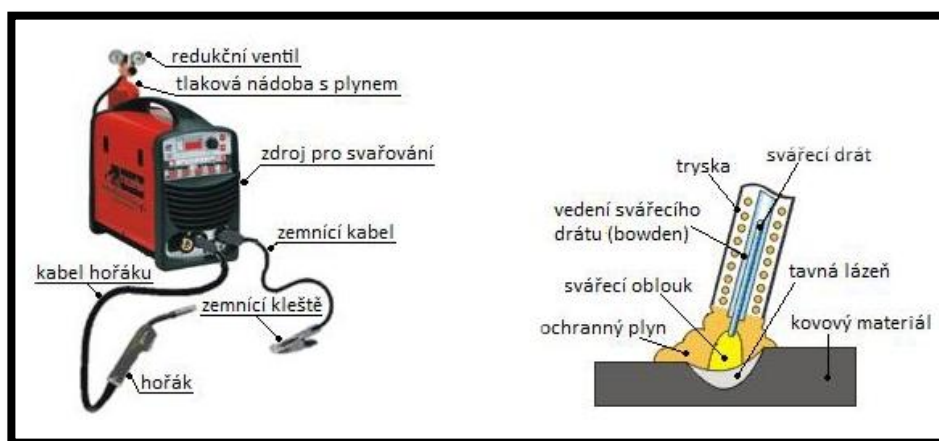 redukční ventil
tlaková nádoba s plynem
zdroj pro svařování
zemnící kabel
kabel hořáku
zemnící kleště
hořák
svářecí drát
tryska
vedení svářecího
drátu (bowden)
tavná lázeň
svářecí oblouk
ochranný plyn
kovový materiál